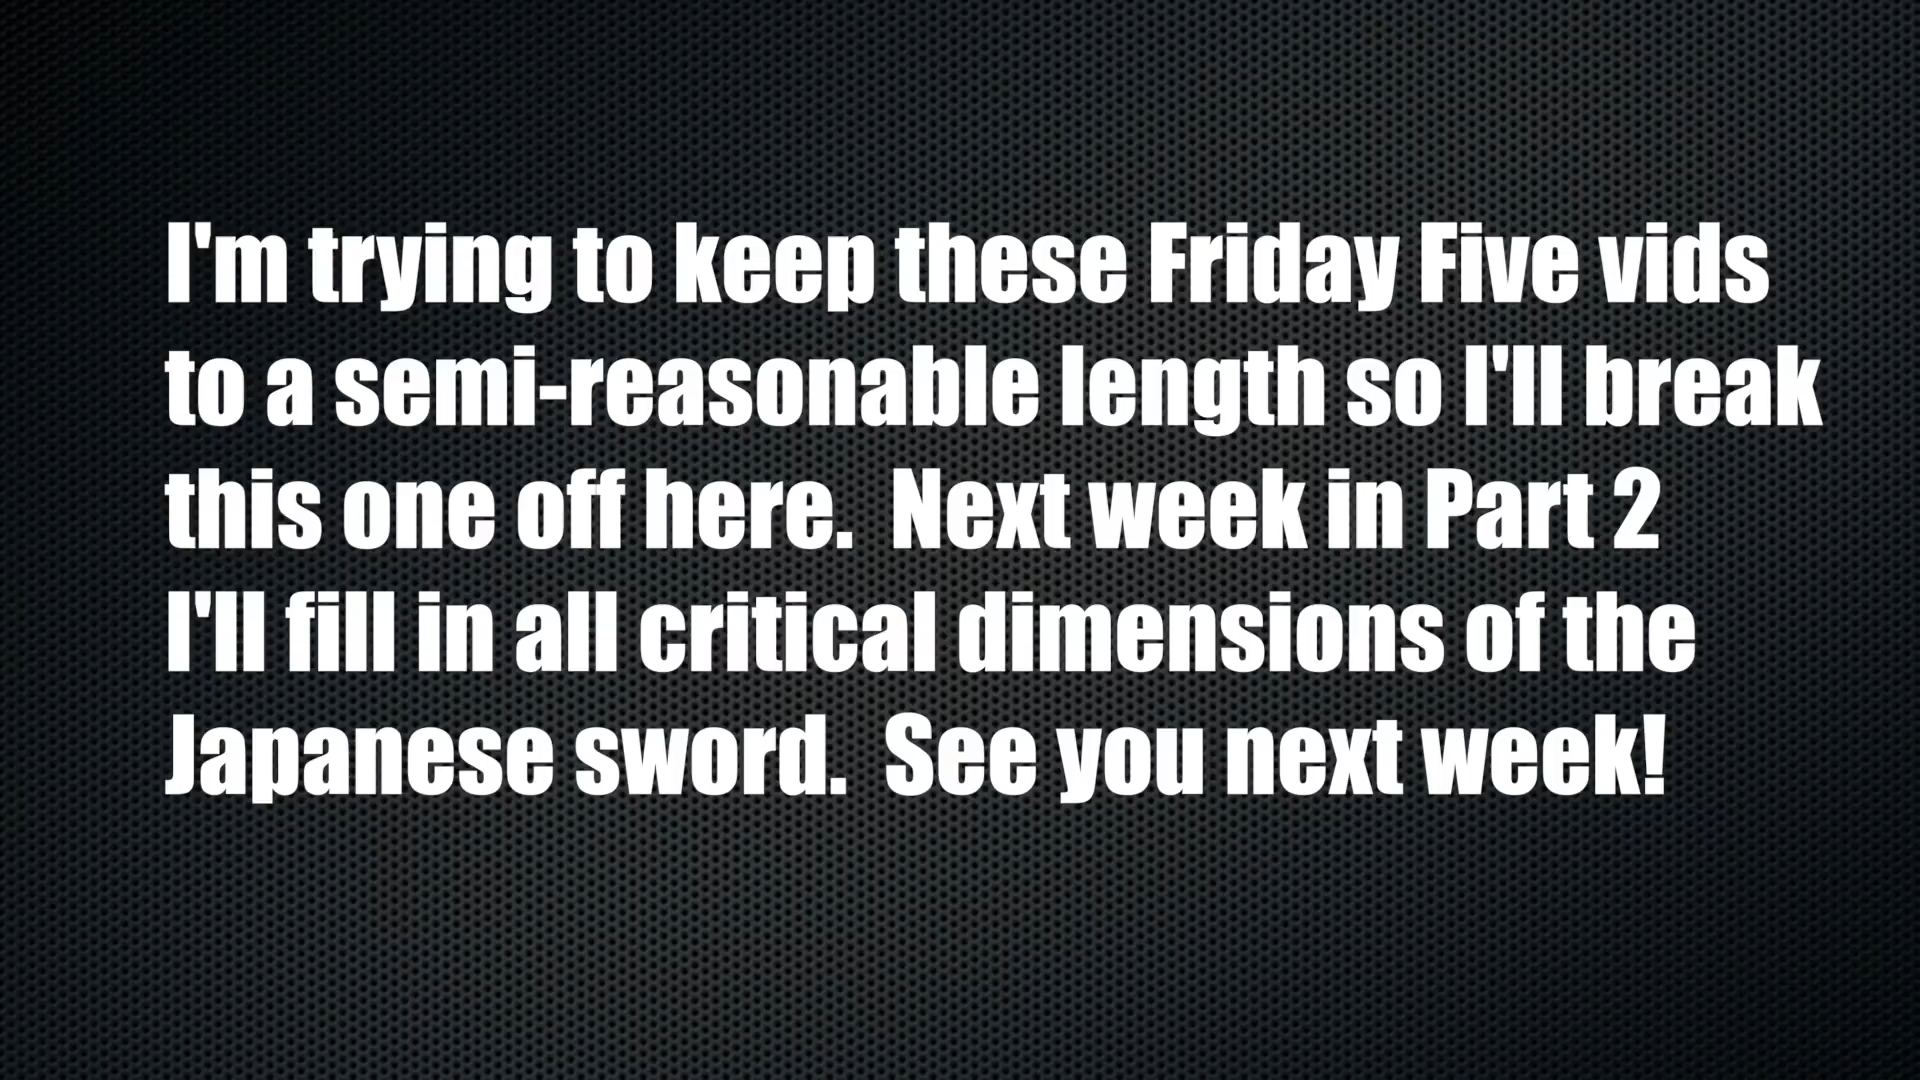 I'm trying to keep these Friday Five vids
to a semi-reasonable length so I'll break
this one off here.  Next week in Part 2
I'll fill in all critical dimensions of the
Japanese sword.  See you next week!